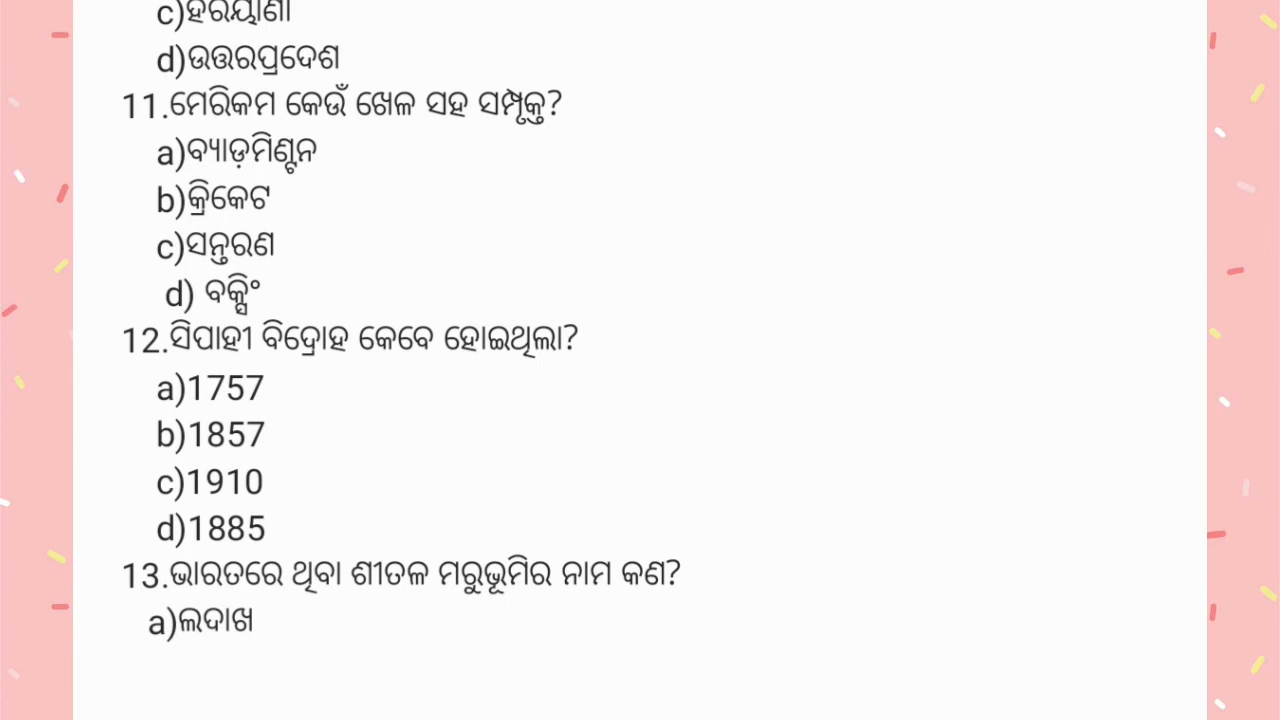 c)ହରିୟାଣା
d)ଉତ୍ତରପ୍ରଦେଶ
11.ମେରିକମ କେଉଁ ଖେଳ ସହ ସମ୍ପୃକ୍ତ?
a)ବ୍ୟାଡ଼ମିଣ୍ଟନ
b)କ୍ରିକେଟ
c)ସନ୍ତରଣ
d) ବକ୍ସିଂ
12.ସିପାହୀ ବିଦ୍ରୋହ କେବେ ହୋଇଥିଲା?
a)1757
b)1857
c)1910
d)1885
13.ଭାରତରେ ଥିବା ଶୀତଳ ମରୁଭୂମିର ନାମ କଣ?
a)ଲଦାଖ